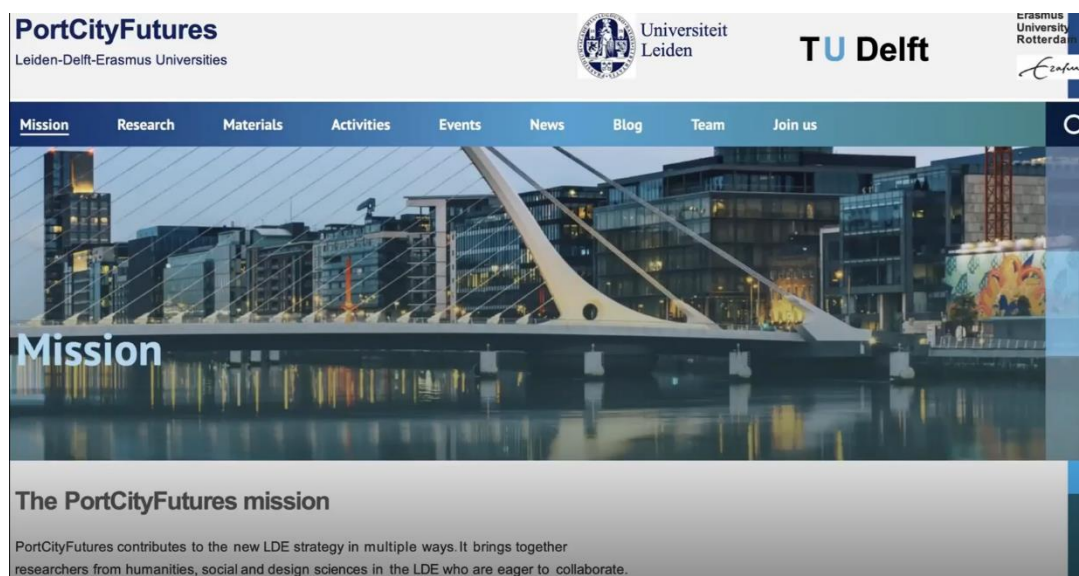 PortCityFutures
Leiden-Delft-Erasmus Universities
Universiteit
Leiden
TU Delft
Erasmus
University
Rotterdam
Erasmus
Mission Research Materials Activities Events News Blog Team Join us
Mission
The PortCityFutures mission
PortCityFutures contributes to the new LDE strategy in multiple ways. It brings together
researchers from humanities, social and design sciences in the LDE who are eager to collaborate.